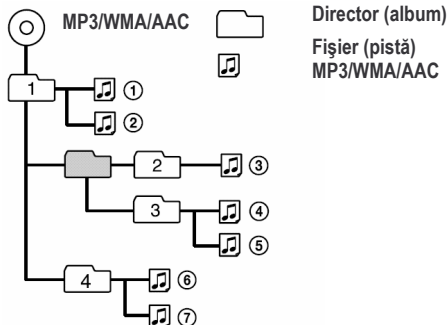 MP3/WMA/AAC
Director (album)
Fişier (pistă)
MP3/WMA/AAC
1
①
②
2
③
3
④
⑤
4
⑥
⑦